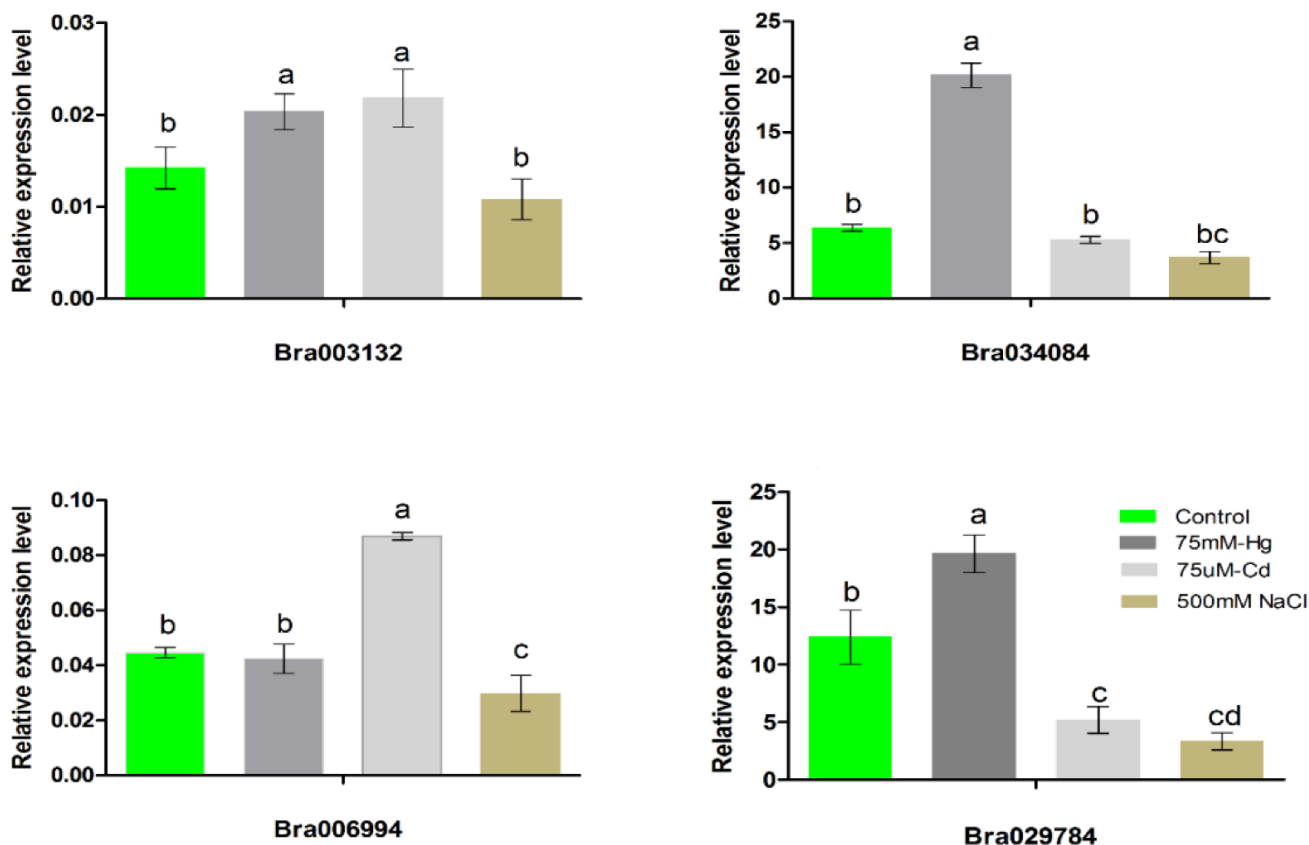 Relative expression level
0.03
0.02
0.01
0.00
b
a
a
b
Bra003132
Relative expression level
25
20
15
10
5
0
b
a
b
bc
Bra034084
Relative expression level
0.10
0.08
0.06
0.04
0.02
0.00
b
b
a
c
Bra006994
Relative expression level
25
20
15
10
5
0
b
a
c
cd
Control
75mM-Hg
75uM-Cd
500mM NaCl
Bra029784